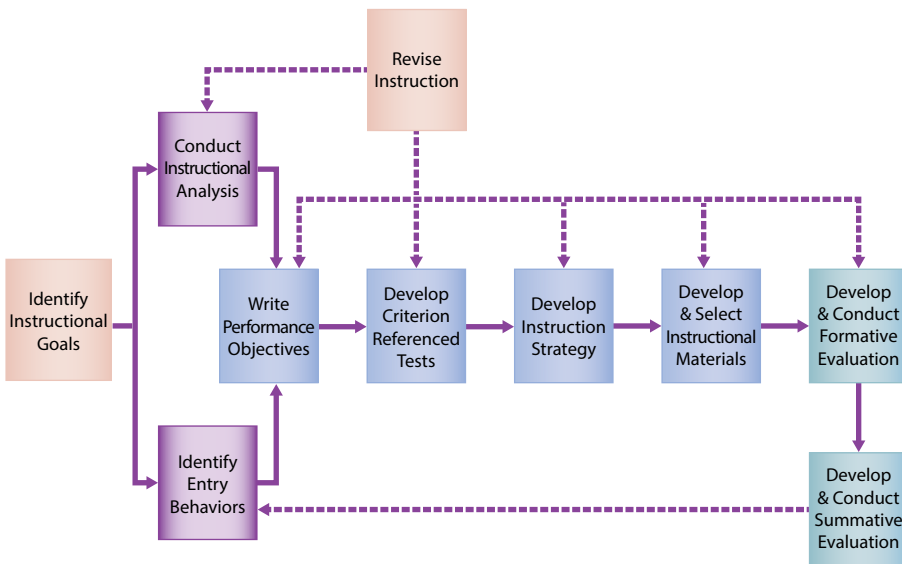 Revise
Instruction
Conduct
Instructional
Analysis
Identify
Instructional
Goals
Write
Performance
Objectives
Develop
Criterion
Referenced
Tests
Develop
Instruction
Strategy
Develop
& Select
Instructional
Materials
Develop
& Conduct
Formative
Evaluation
Identify
Entry
Behaviors
Develop
& Conduct
Summative
Evaluation